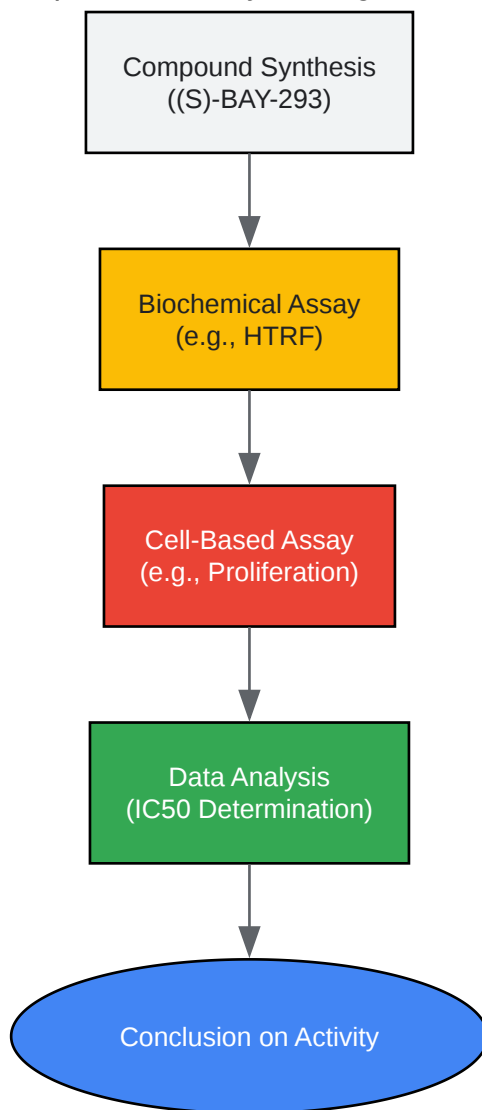 Compound Synthesis
((S)-BAY-293)
Biochemical Assay
(e.g., HTRF)
Cell-Based Assay
(e.g., Proliferation)
Data Analysis
(IC50 Determination)
Conclusion on Activity